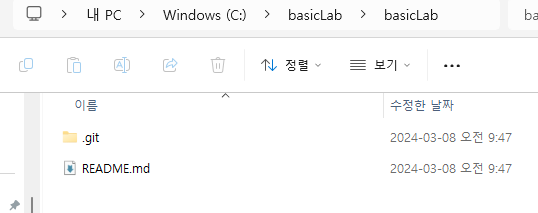 내 PC > Windows (C:) > basicLab > basicLab ba
정렬 보기 ...
이름 수정한 날짜
.git 2024-03-08 오전 9:47
README.md 2024-03-08 오전 9:47